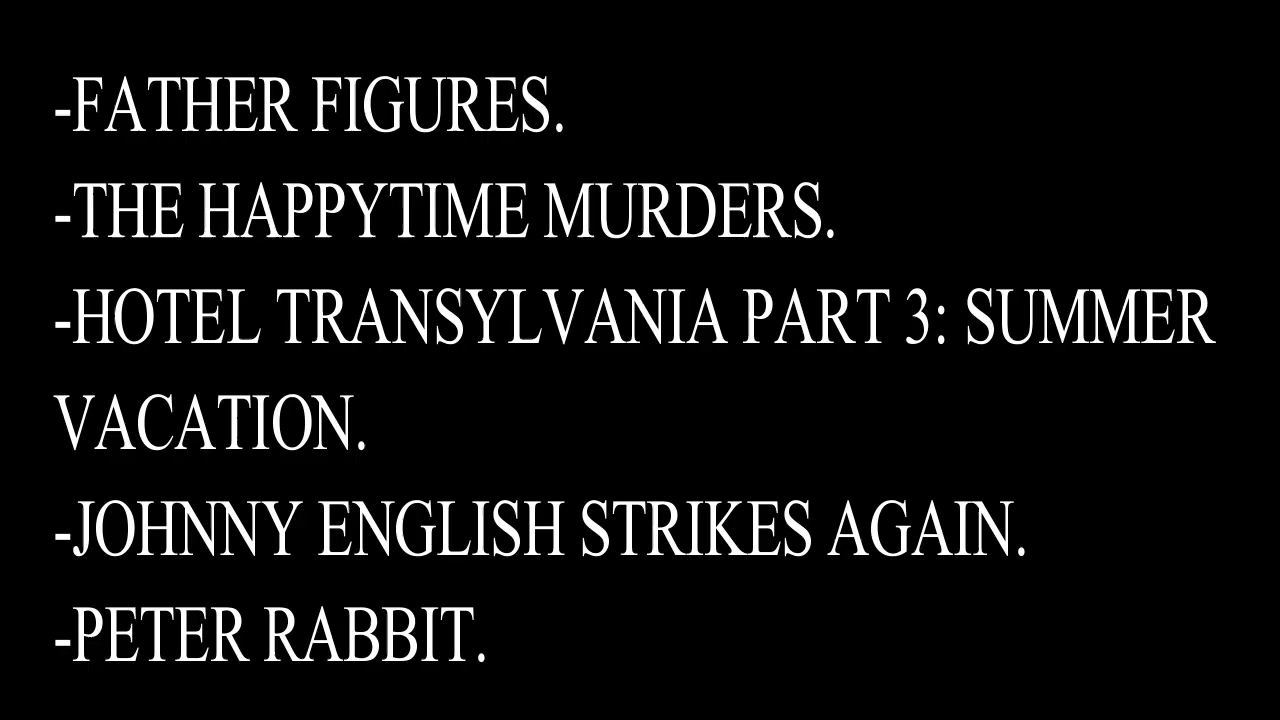 -FATHER FIGURES.
-THE HAPPYTIME MURDERS.
-HOTEL TRANSYLVANIA PART 3: SUMMER
VACATION.
-JOHNNY ENGLISH STRIKES AGAIN.
-PETER RABBIT.